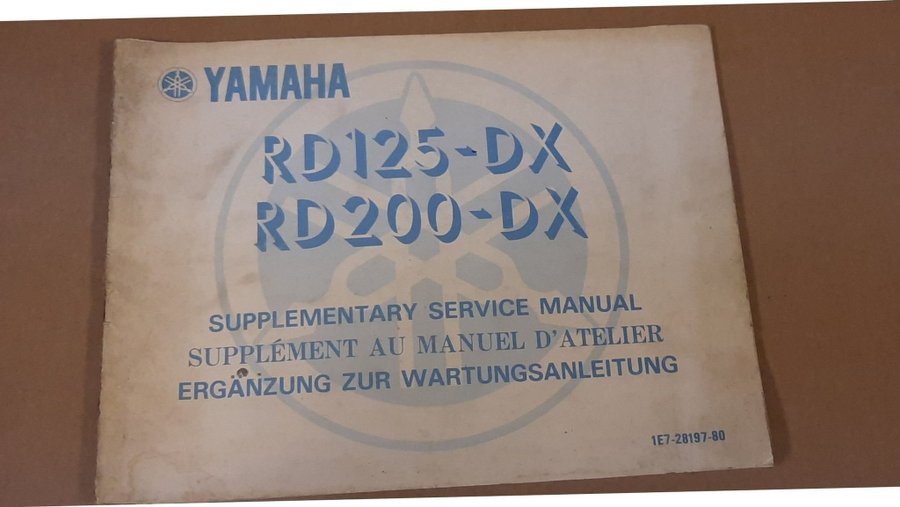 YAMAHA
RD125-DX
RD200-DX
SUPPLEMENTARY SERVICE MANUAL
SUPPLÉMENT AU MANUEL D'ATELIER
ERGÄNZUNG ZUR WARTUNGSANLEITUNG
1E7-28197-80